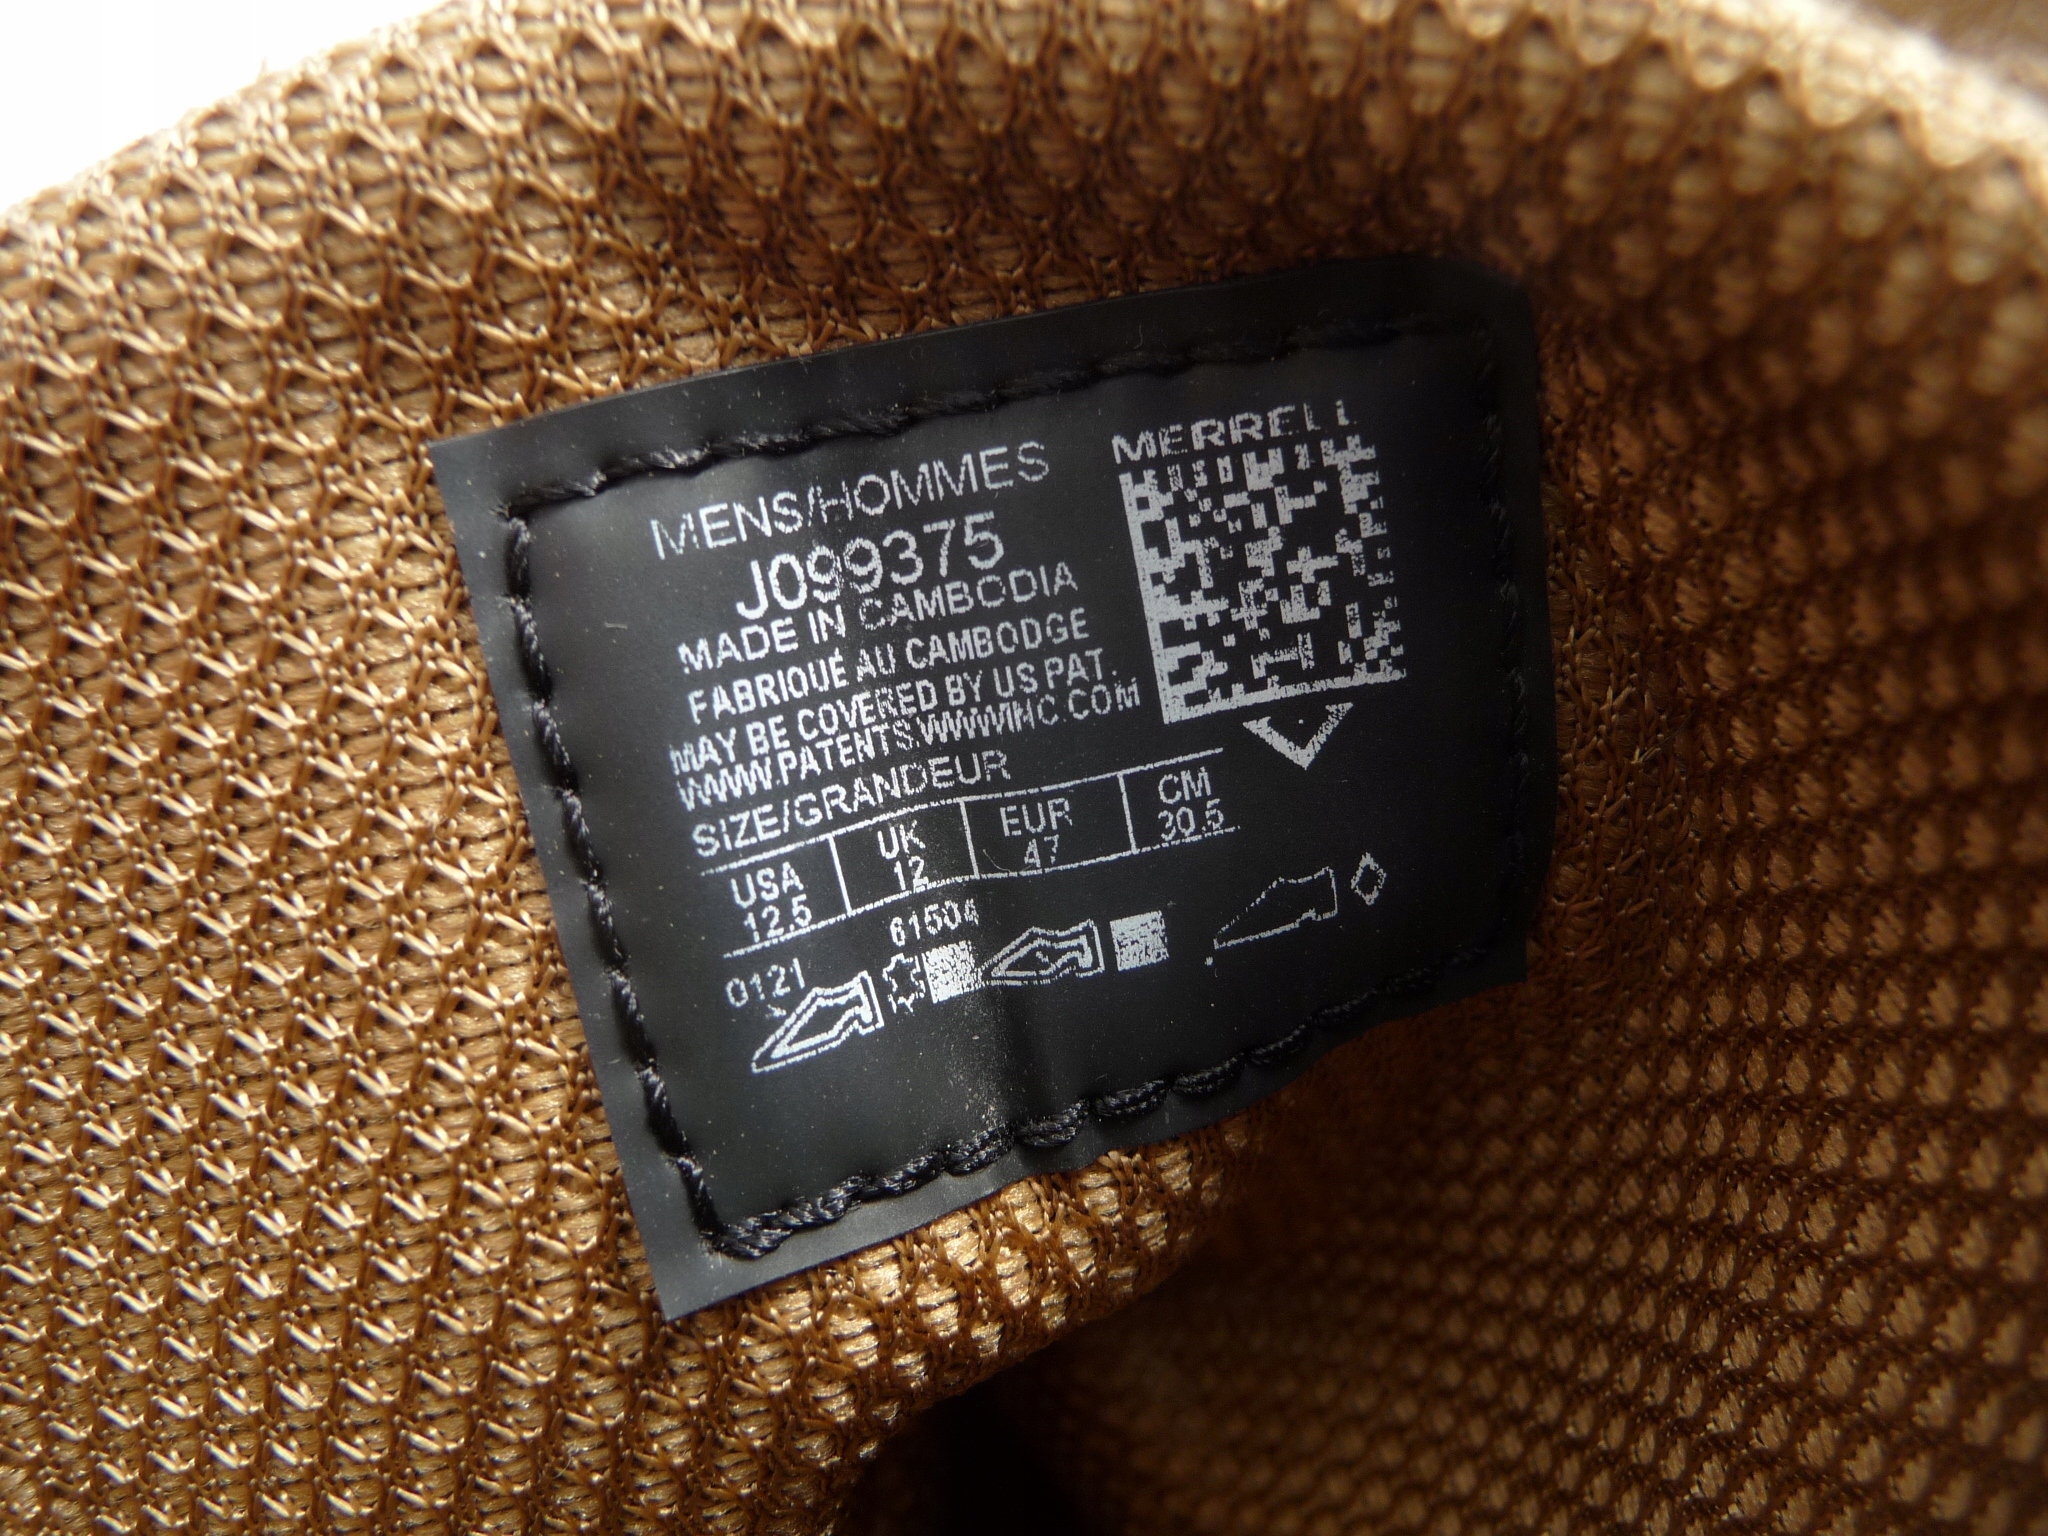 MENS/HOMMES
J099375
MADE IN CAMBODIA
FABRIQUÉ AU CAMBODGE
MAY BE COVERED BY US PAT.
WWW.PATENTS.WWWINC.COM
SIZE/GRANDEUR
USA UK EUR CM
12.5 12 47 30.5
0121 61504
MERRELL